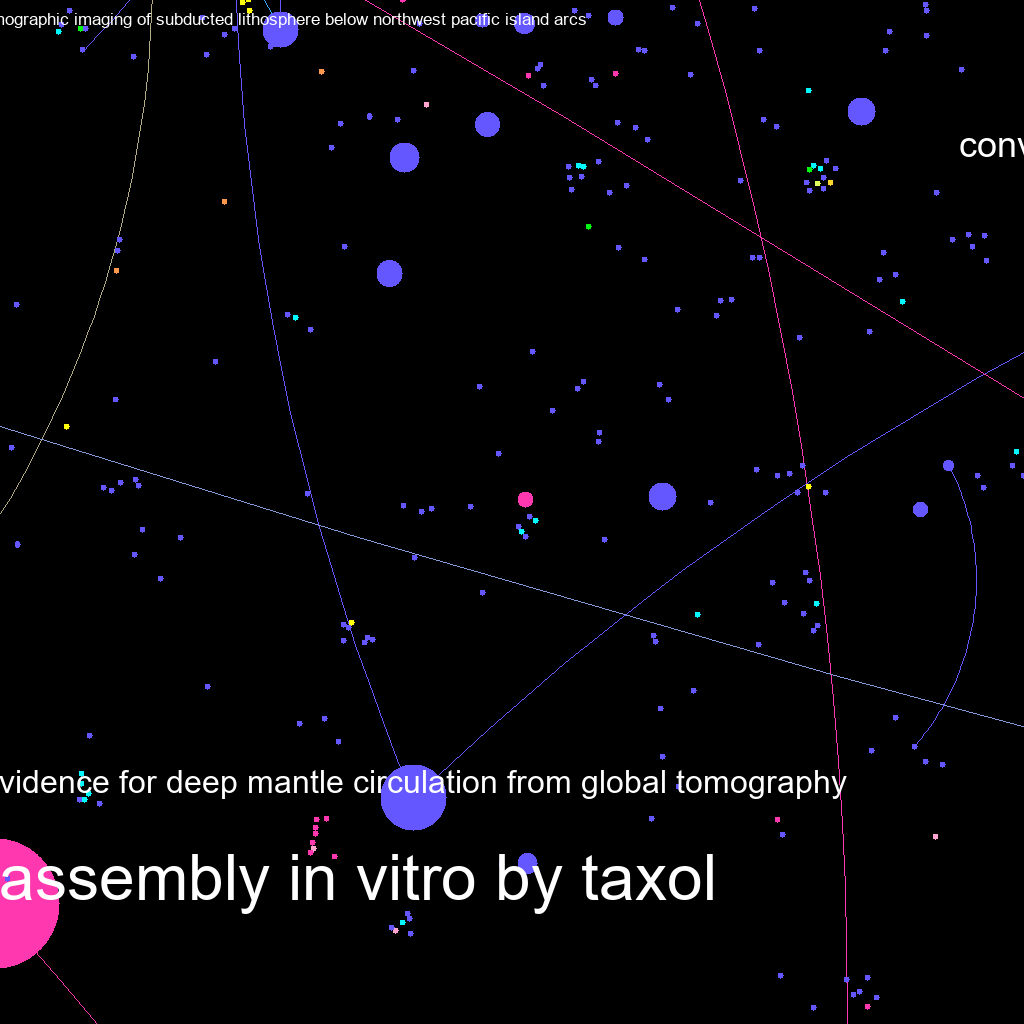 mographic imaging of subducted lithosphere below northwest pacific island arcs
conv
vidence for deep mantle circulation from global tomography
assembly in vitro by taxol